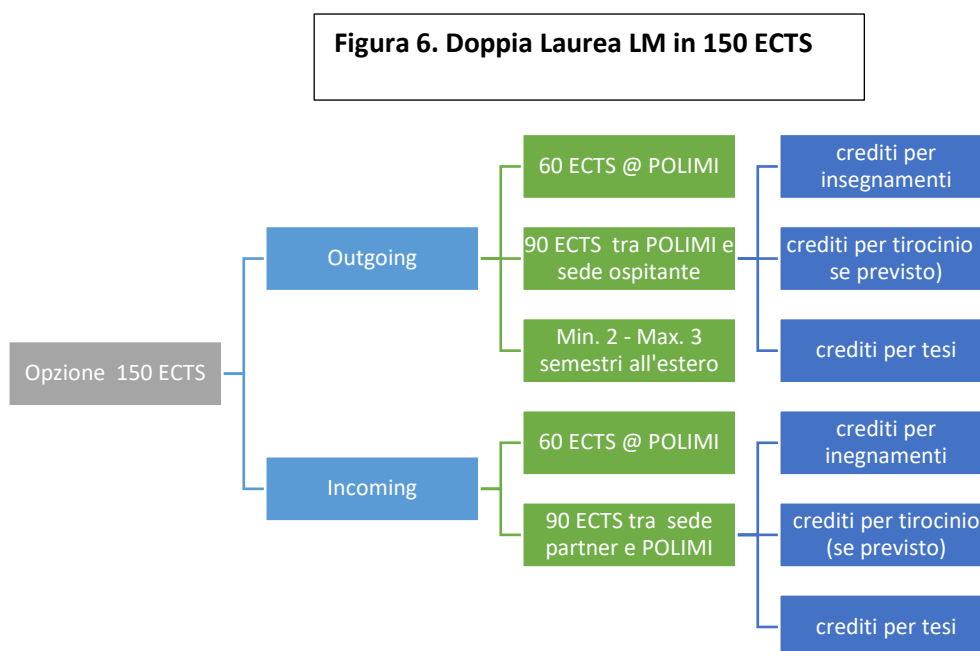 Figura 6. Doppia Laurea LM in 150 ECTS
Opzione 150 ECTS
Outgoing
60 ECTS @ POLIMI
90 ECTS tra POLIMI e
sede ospitante
crediti per
insegnamenti
crediti per tirocinio
se previsto)
crediti per tesi
Min. 2 - Max. 3
semestri all'estero
Incoming
60 ECTS @ POLIMI
90 ECTS tra sede
partner e POLIMI
crediti per
inegnamenti
crediti per tirocinio
(se previsto)
crediti per tesi